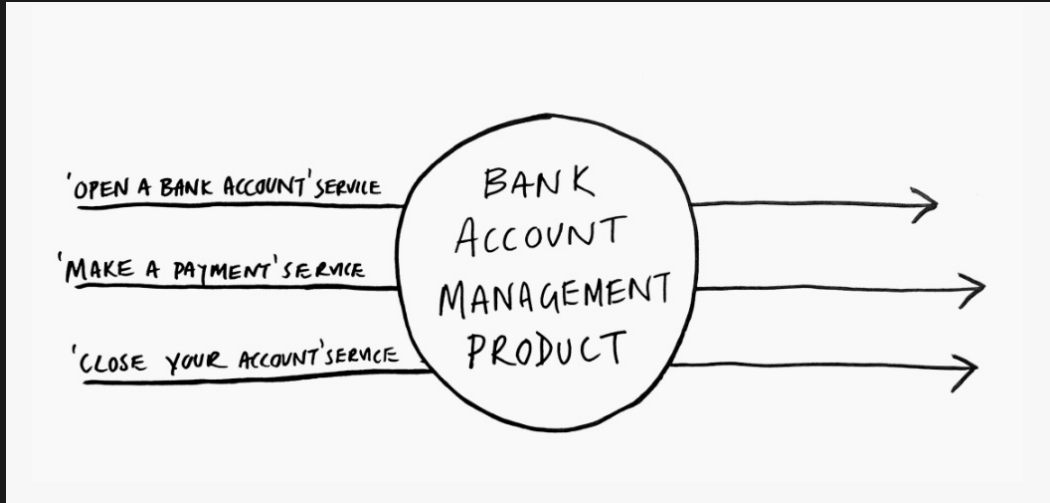 'OPEN A BANK ACCOUNT' SERVICE
'MAKE A PAYMENT' SERVICE
'CLOSE YOUR ACCOUNT' SERVICE
BANK
ACCOUNT
MANAGEMENT
PRODUCT